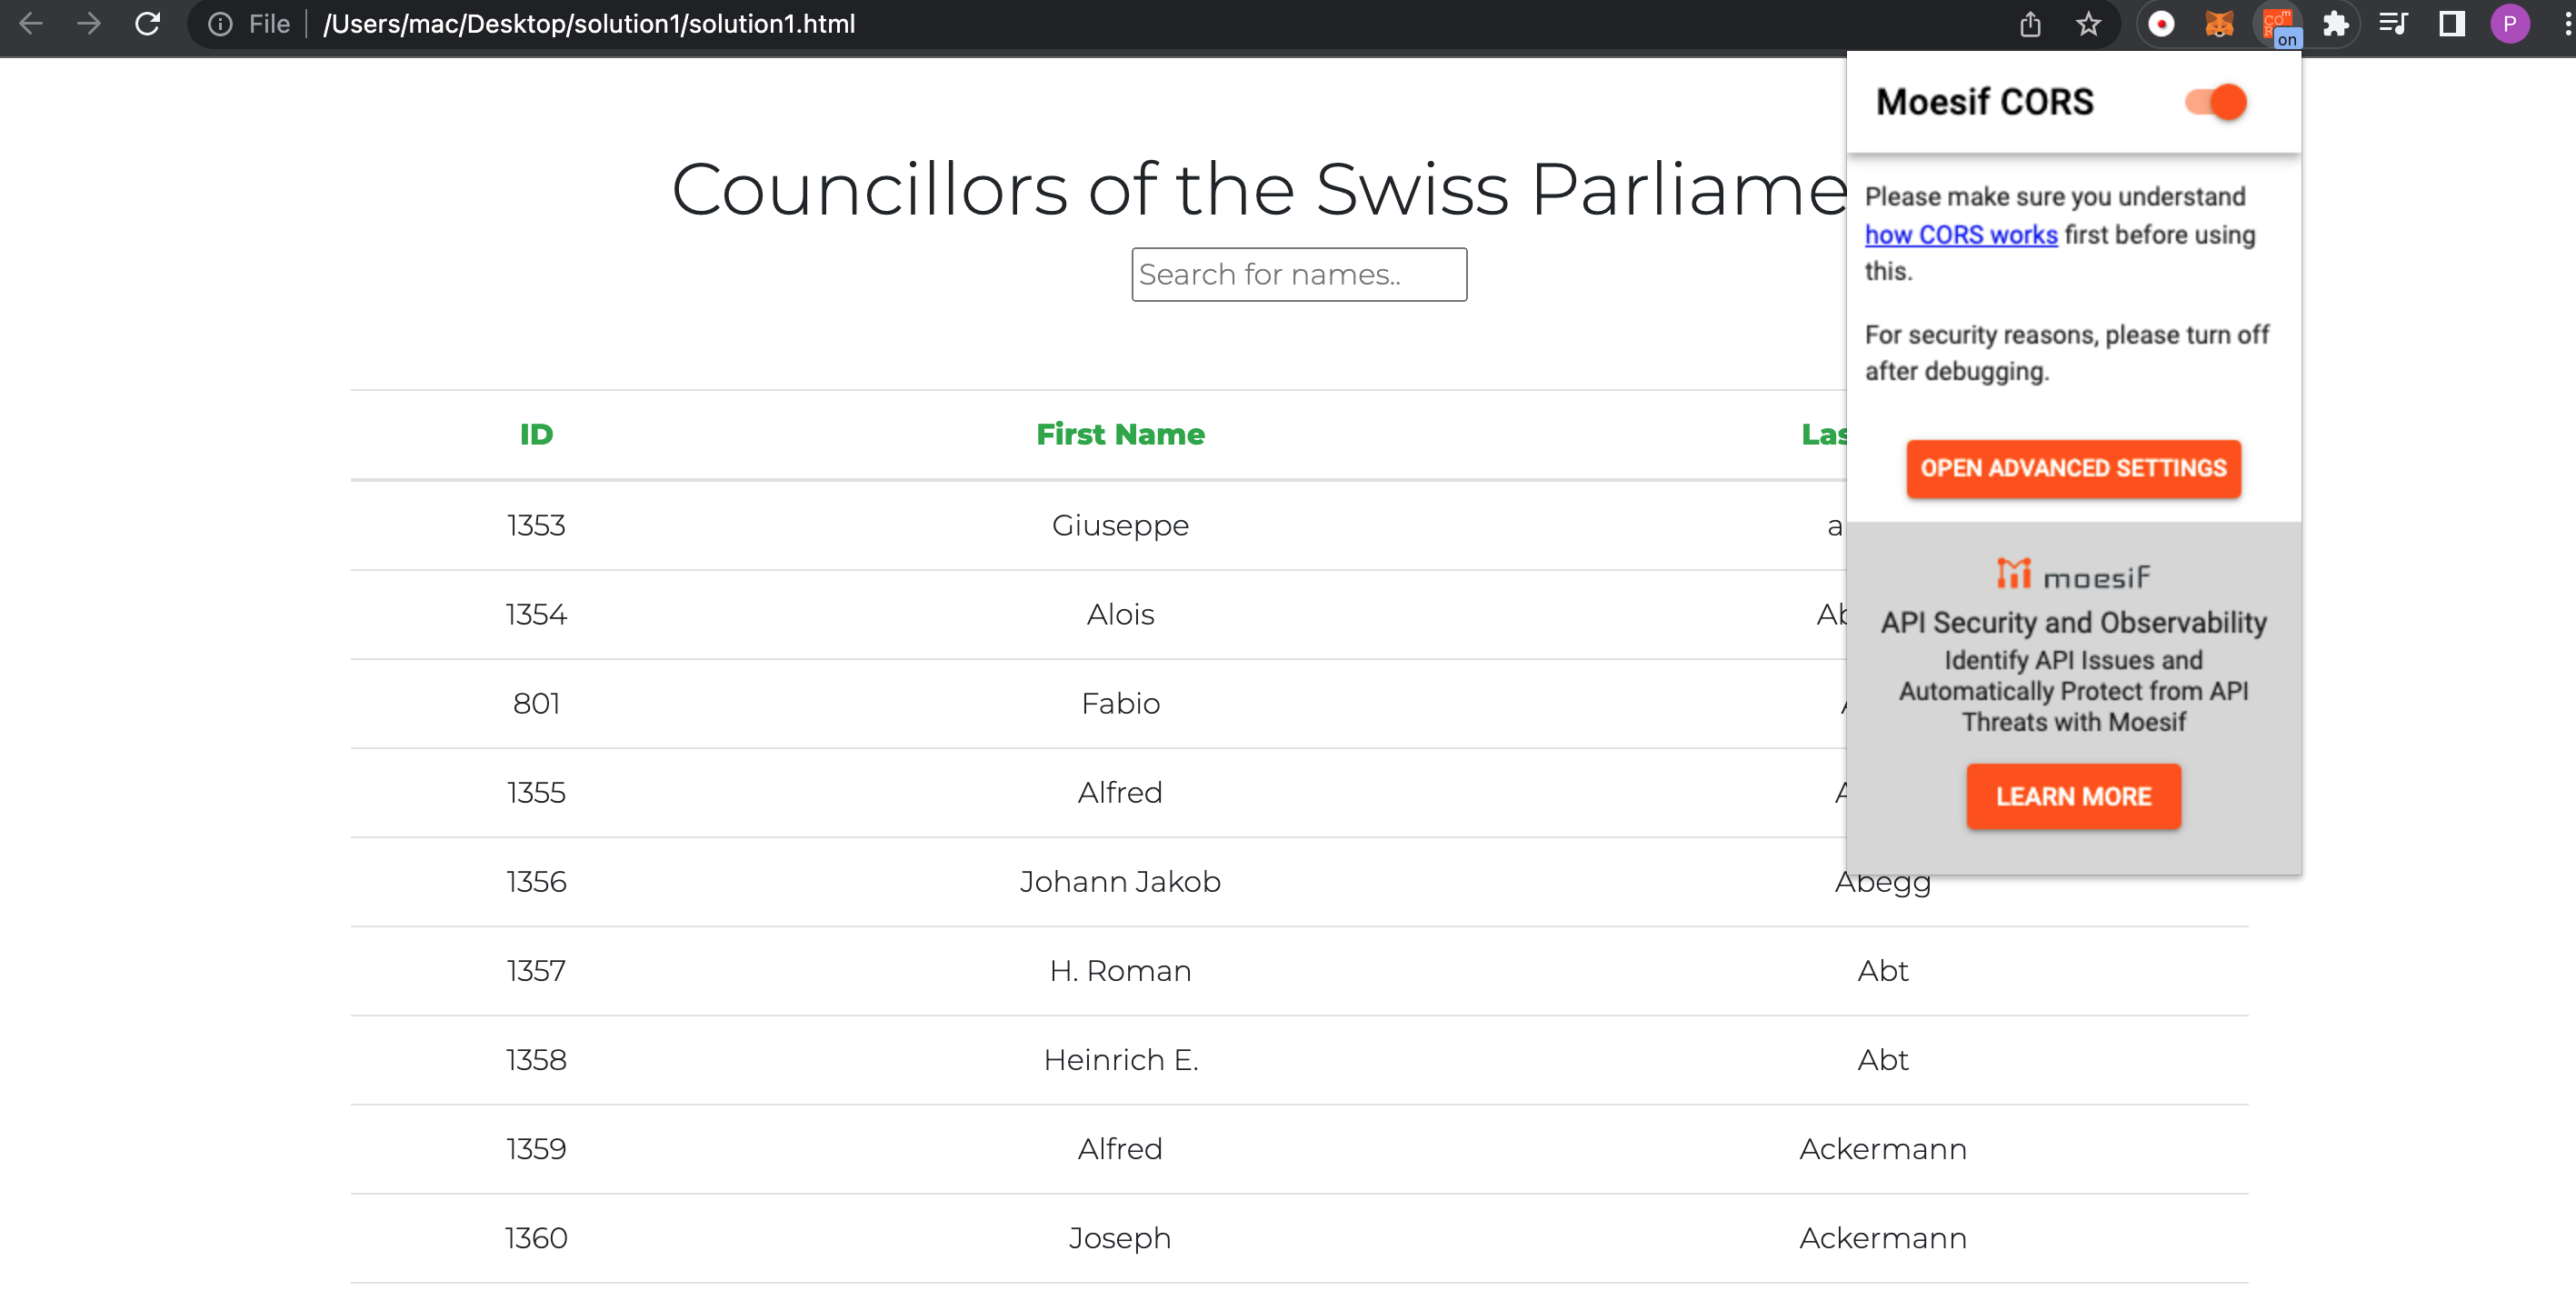 File /Users/mac/Desktop/solution1/solution1.html
on
P
Moesif CORS
Please make sure you understand
how CORS works first before using
this.
For security reasons, please turn off
after debugging.
OPEN ADVANCED SETTINGS
moesif
API Security and Observability
Identify API Issues and
Automatically Protect from API
Threats with Moesif
LEARN MORE
Councillors of the Swiss Parliame
Search for names..
ID First Name Las
1353 Giuseppe a
1354 Alois Ab
801 Fabio A
1355 Alfred A
1356 Johann Jakob Abegg
1357 H. Roman Abt
1358 Heinrich E. Abt
1359 Alfred Ackermann
1360 Joseph Ackermann